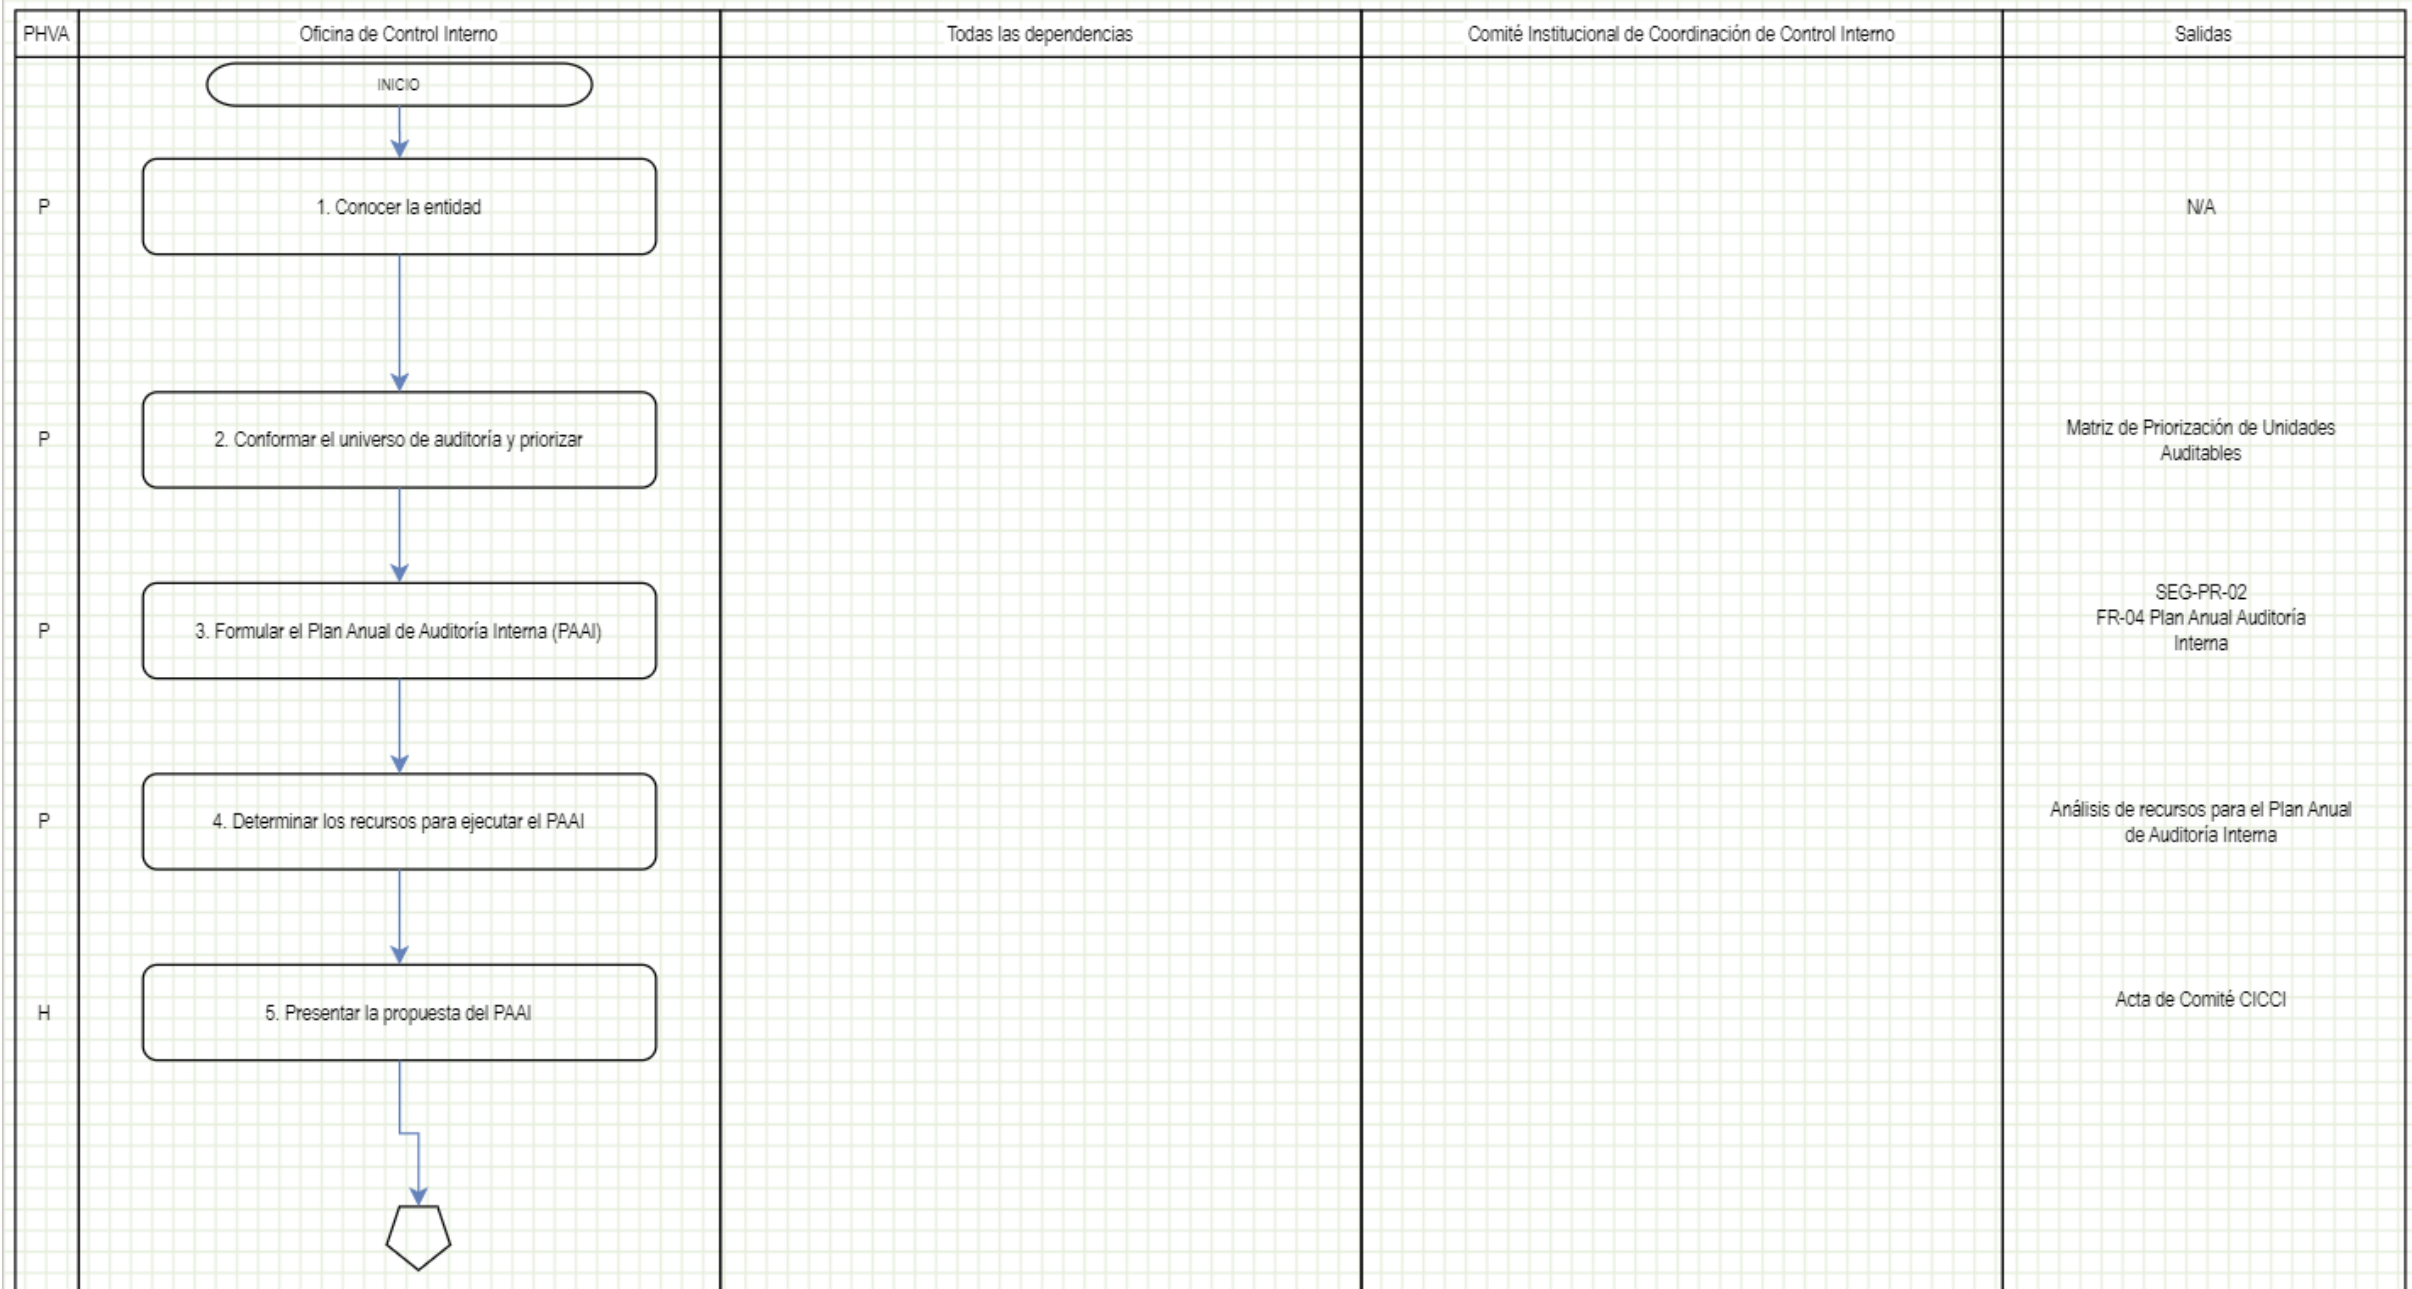 PHVA
Oficina de Control Interno
Todas las dependencias
Comité Institucional de Coordinación de Control Interno
Salidas
INICIO
P
1. Conocer la entidad
N/A
P
2. Conformar el universo de auditoría y priorizar
Matriz de Priorización de Unidades
Auditables
P
3. Formular el Plan Anual de Auditoría Interna (PAAI)
SEG-PR-02
FR-04 Plan Anual Auditoría
Interna
P
4. Determinar los recursos para ejecutar el PAAI
Análisis de recursos para el Plan Anual
de Auditoría Interna
H
5. Presentar la propuesta del PAAI
Acta de Comité CICCI